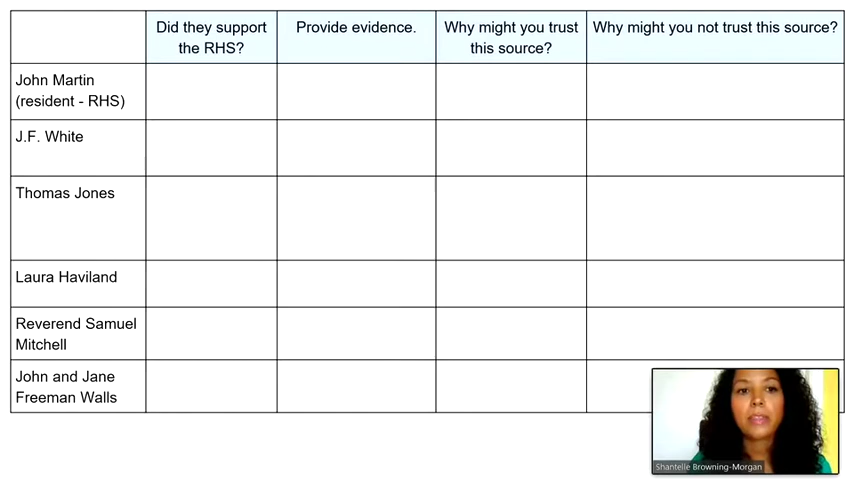 Did they support
the RHS?
Provide evidence.
Why might you trust
this source?
Why might you not trust this source?
John Martin
(resident - RHS)
J.F. White
Thomas Jones
Laura Haviland
Reverend Samuel
Mitchell
John and Jane
Freeman Walls
Shantelle Browning-Morgan